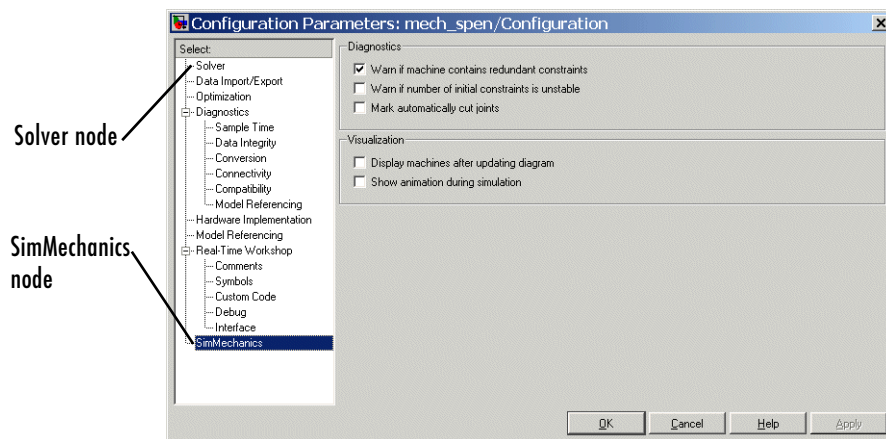 Configuration Parameters: mech_spen/Configuration
Select:
Solver
Data Import/Export
Optimization
Diagnostics
Sample Time
Data Integrity
Conversion
Connectivity
Compatibility
Model Referencing
Hardware Implementation
Model Referencing
Real-Time Workshop
Comments
Symbols
Custom Code
Debug
Interface
SimMechanics
Solver node
SimMechanics
node
Diagnostics
Warn if machine contains redundant constraints
Warn if number of initial constraints is unstable
Mark automatically cut joints
Visualization
Display machines after updating diagram
Show animation during simulation
OK
Cancel
Help
Apply